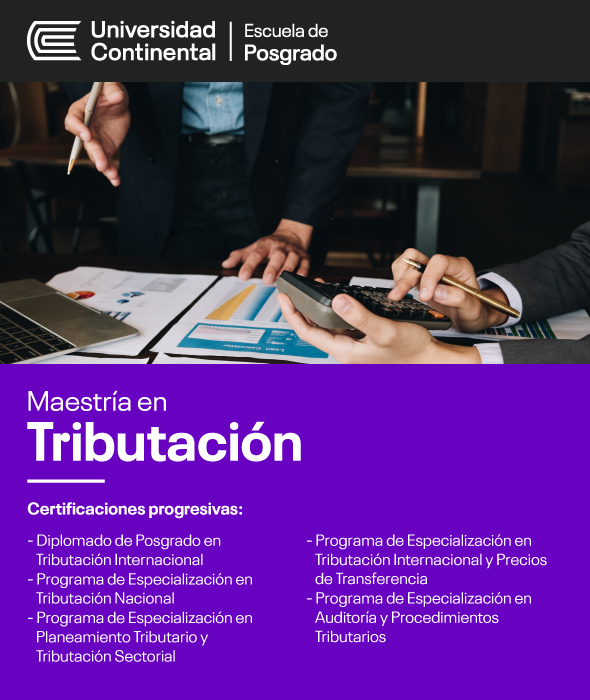 Universidad
Continental
Escuela de
Posgrado
Maestría en
Tributación
Certificaciones progresivas:
- Diplomado de Posgrado en
Tributación Internacional
- Programa de Especialización en
Tributación Nacional
- Programa de Especialización en
Planeamiento Tributario y
Tributación Sectorial
- Programa de Especialización en
Tributación Internacional y Precios
de Transferencia
- Programa de Especialización en
Auditoría y Procedimientos
Tributarios